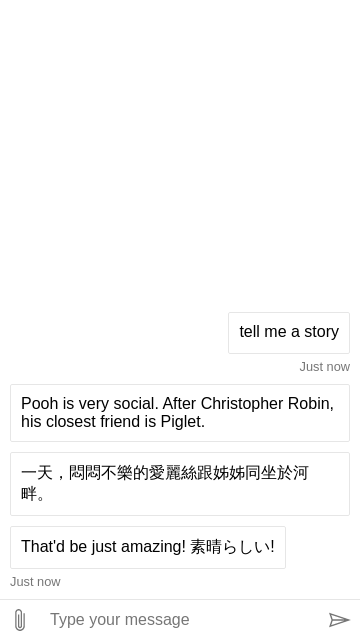 tell me a story
Just now
Pooh is very social. After Christopher Robin,
his closest friend is Piglet.
一天，悶悶不樂的愛麗絲跟姊姊同坐於河
畔。
That'd be just amazing! 素晴らしい!
Just now
Type your message